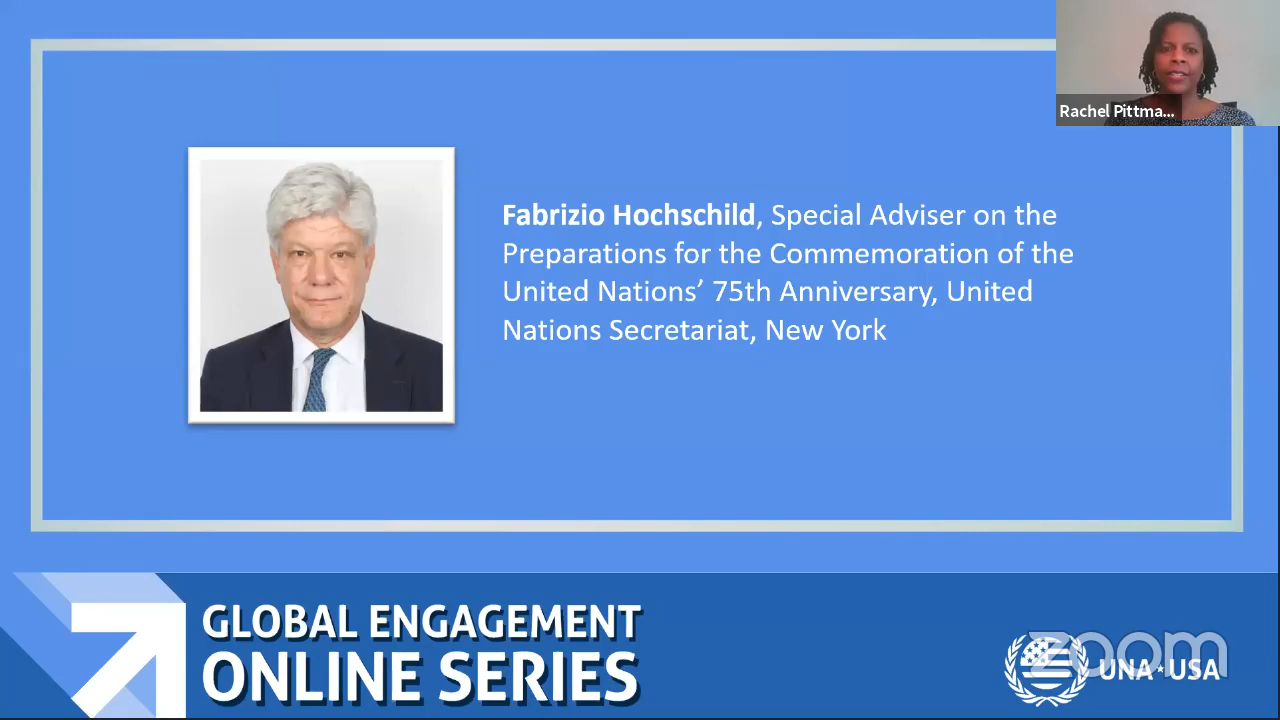 Rachel Pittma...
Fabrizio Hochschild, Special Adviser on the
Preparations for the Commemoration of the
United Nations’ 75th Anniversary, United
Nations Secretariat, New York
GLOBAL ENGAGEMENT
ONLINE SERIES
zoom
UNA★USA